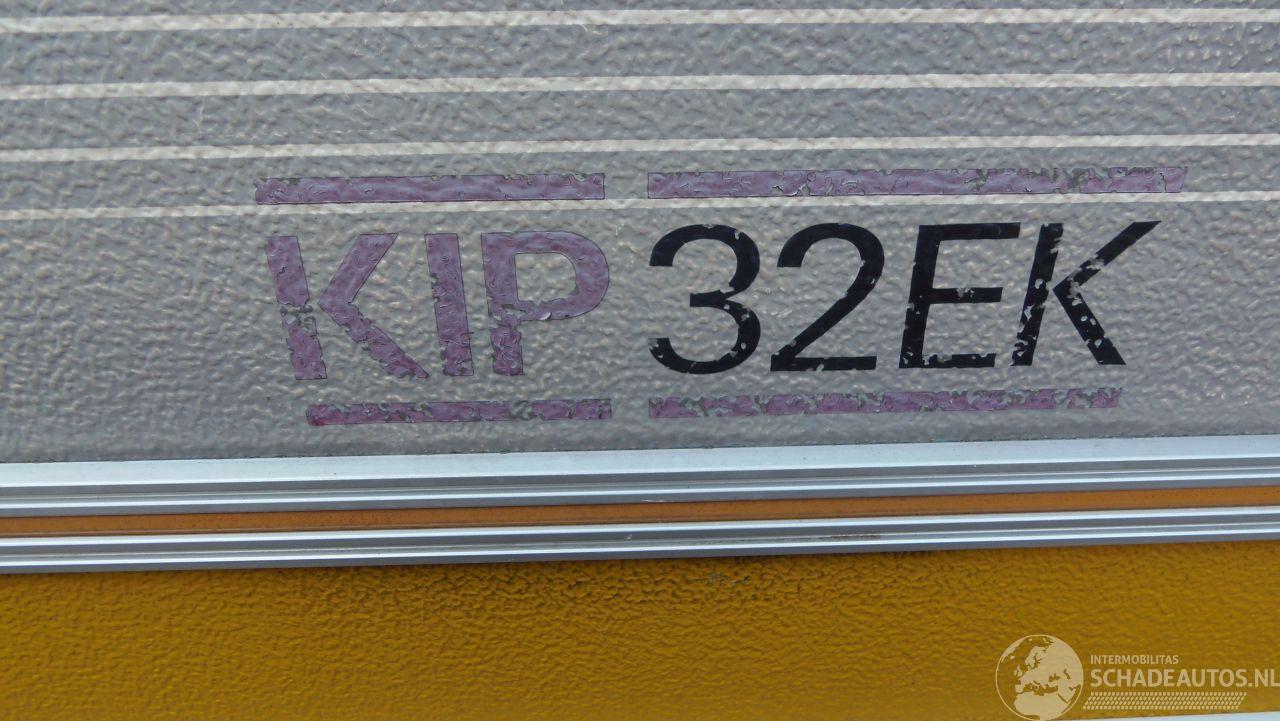 KIP 32EK
INTERMOBILITAS
SCHADEAUTOS.NL